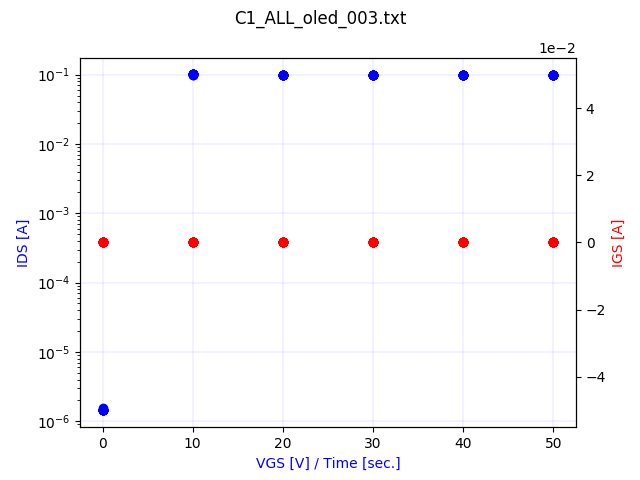 C1_ALL_oled_003.txt
1e−2
10⁻¹
10⁻²
10⁻³
10⁻⁴
10⁻⁵
10⁻⁶
IDS [A]
4
2
0
−2
−4
IGS [A]
0 10 20 30 40 50
VGS [V] / Time [sec.]